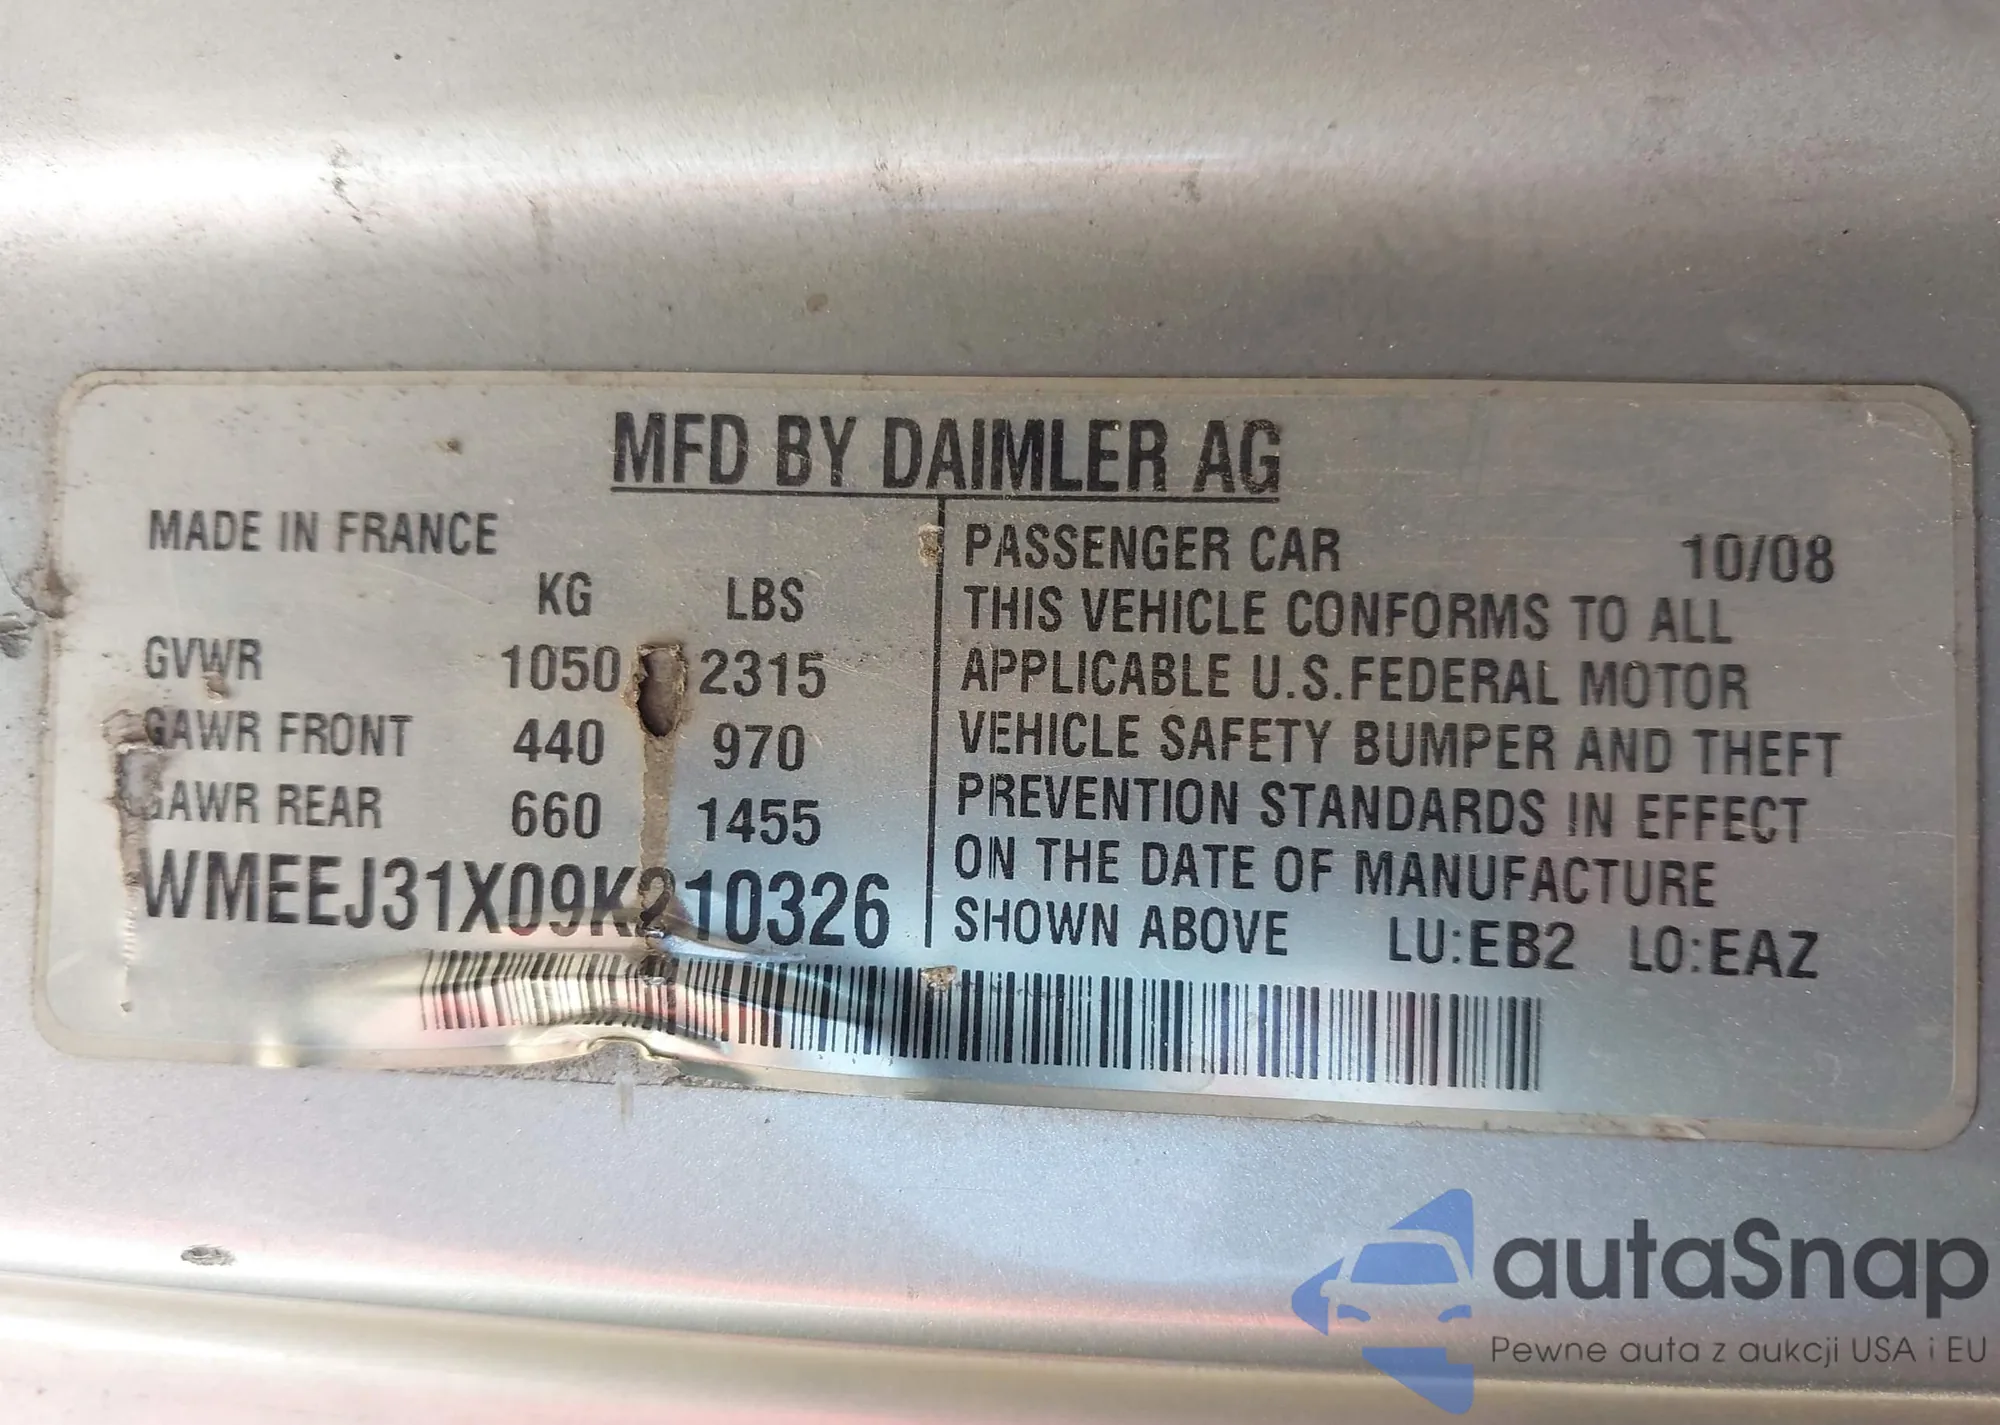 MFD BY DAIMLER AG
MADE IN FRANCE
KG LBS
GVWR 1050 2315
GAWR FRONT 440 970
GAWR REAR 660 1455
WMEEJ31X09K210326
PASSENGER CAR 10/08
THIS VEHICLE CONFORMS TO ALL
APPLICABLE U.S.FEDERAL MOTOR
VEHICLE SAFETY BUMPER AND THEFT
PREVENTION STANDARDS IN EFFECT
ON THE DATE OF MANUFACTURE
SHOWN ABOVE LU:EB2 LO:EAZ
autaSnap
Pewne auta z aukcji USA i EU